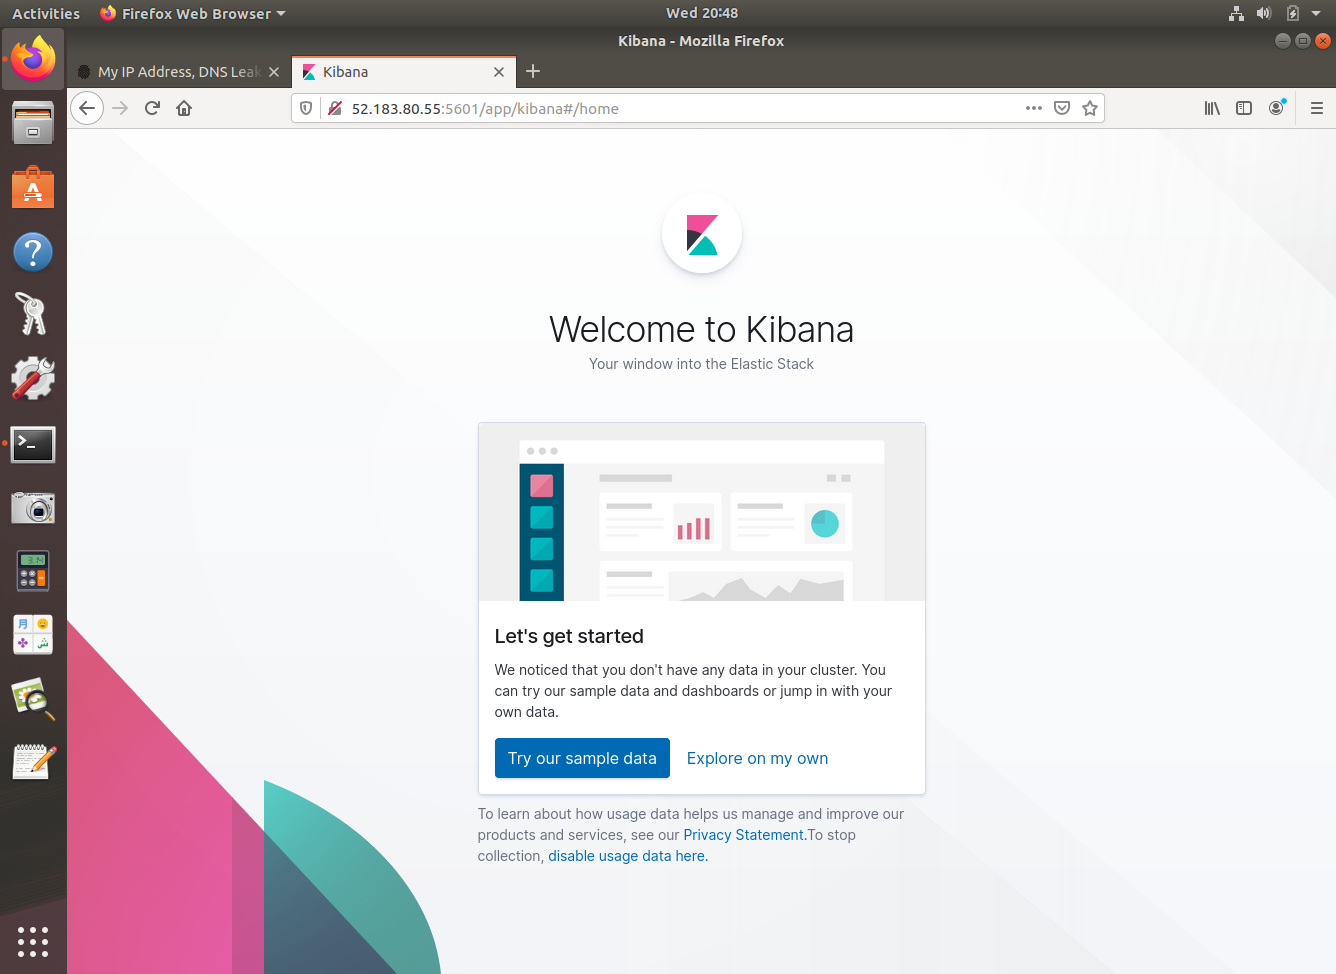 Activities
Firefox Web Browser
Wed 20:48
Kibana - Mozilla Firefox
My IP Address, DNS Leak
Kibana
52.183.80.55:5601/app/kibana#/home
Welcome to Kibana
Your window into the Elastic Stack
Let's get started
We noticed that you don't have any data in your cluster. You
can try our sample data and dashboards or jump in with your
own data.
Try our sample data
Explore on my own
To learn about how usage data helps us manage and improve our
products and services, see our Privacy Statement.To stop
collection, disable usage data here.